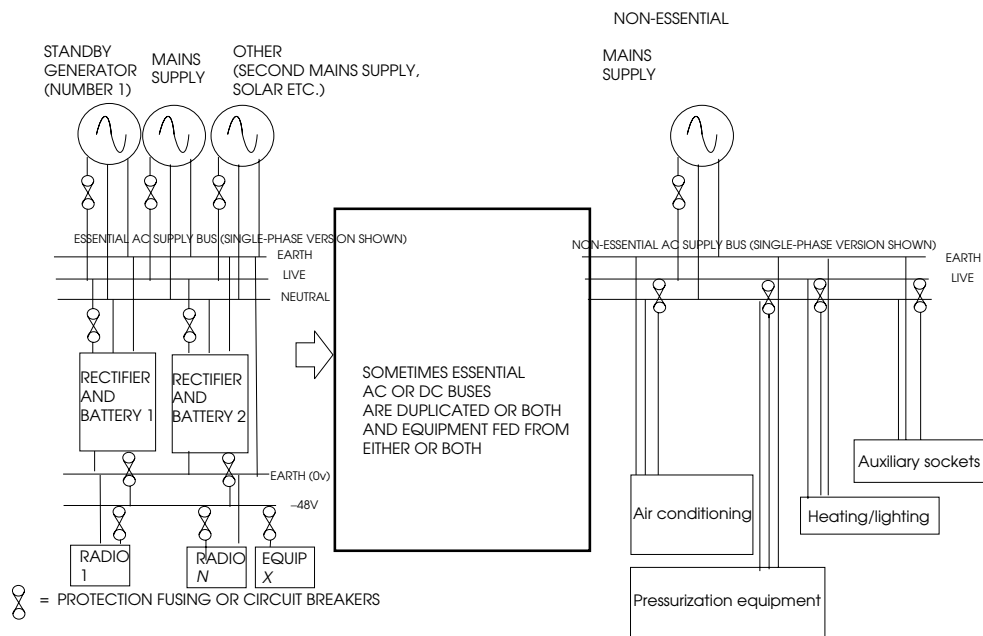 NON-ESSENTIAL
STANDBY
GENERATOR
(NUMBER 1)
MAINS
SUPPLY
OTHER
(SECOND MAINS SUPPLY,
SOLAR ETC.)
MAINS
SUPPLY
ESSENTIAL AC SUPPLY BUS (SINGLE-PHASE VERSION SHOWN)
EARTH
LIVE
NEUTRAL
NON-ESSENTIAL AC SUPPLY BUS (SINGLE-PHASE VERSION SHOWN)
EARTH
LIVE
RECTIFIER
AND
BATTERY 1
RECTIFIER
AND
BATTERY 2
SOMETIMES ESSENTIAL
AC OR DC BUSES
ARE DUPLICATED OR BOTH
AND EQUIPMENT FED FROM
EITHER OR BOTH
EARTH (0v)
–48V
RADIO
1
RADIO
N
EQUIP
X
Auxiliary sockets
Air conditioning
Heating/lighting
Pressurization equipment
= PROTECTION FUSING OR CIRCUIT BREAKERS